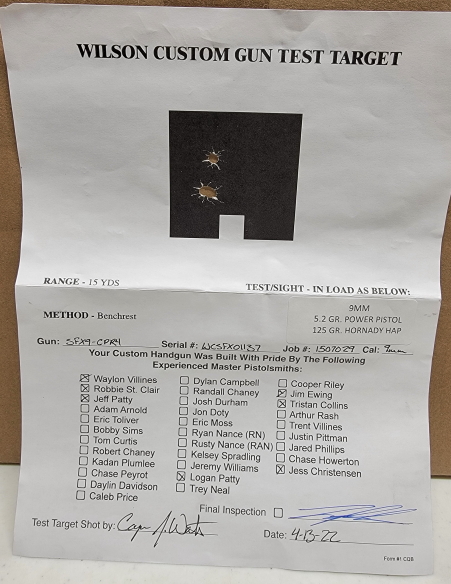 WILSON CUSTOM GUN TEST TARGET
RANGE - 15 YDS
TEST/SIGHT - IN LOAD AS BELOW:
METHOD - Benchrest
9MM
5.2 GR. POWER PISTOL
125 GR. HORNADY HAP
Gun: SFX9-CPR4 Serial #: WCSFX01137 Job #: 1507029 Cal: 9mm
Your Custom Handgun Was Built With Pride By The Following
Experienced Master Pistolsmiths:
Waylon Villines
Robbie St. Clair
Jeff Patty
Adam Arnold
Eric Toliver
Bobby Sims
Tom Curtis
Robert Chaney
Kadan Plumlee
Chase Peyrot
Daylin Davidson
Caleb Price
Dylan Campbell
Randall Chaney
Josh Durham
Jon Doty
Eric Moss
Ryan Nance (RN)
Rusty Nance (RAN)
Kelsey Spradling
Jeremy Williams
Logan Patty
Trey Neal
Cooper Riley
Jim Ewing
Tristan Collins
Arthur Rash
Trent Villines
Justin Pittman
Jared Phillips
Chase Howerton
Jess Christensen
Final Inspection
Test Target Shot by:
Date: 4-13-22
Form #1 CQB